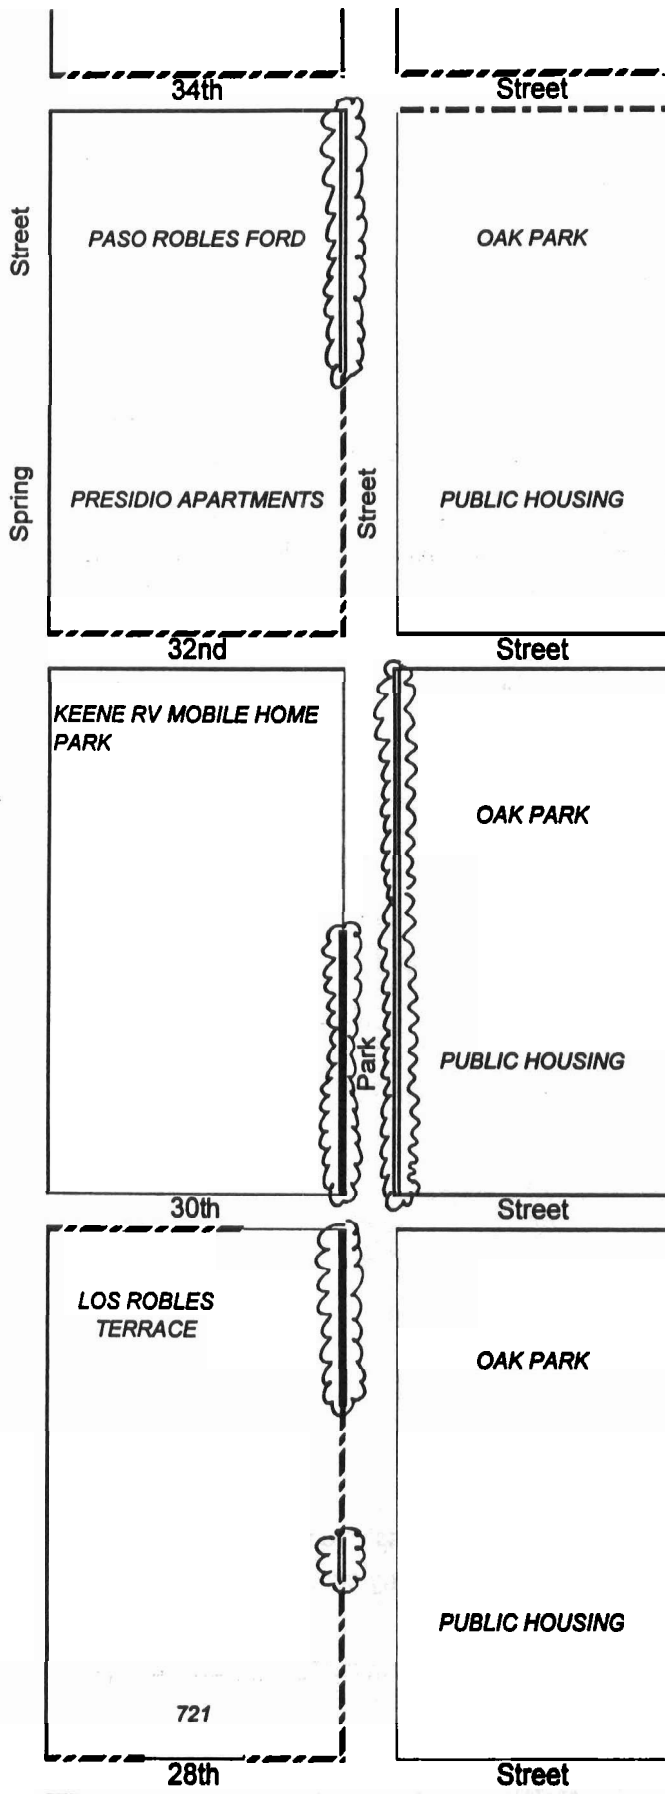 34th Street
Street
PASO ROBLES FORD
OAK PARK
Spring
PRESIDIO APARTMENTS
Street
PUBLIC HOUSING
32nd Street
KEENE RV MOBILE HOME
PARK
OAK PARK
Park
PUBLIC HOUSING
30th Street
LOS ROBLES
TERRACE
OAK PARK
PUBLIC HOUSING
721
28th Street